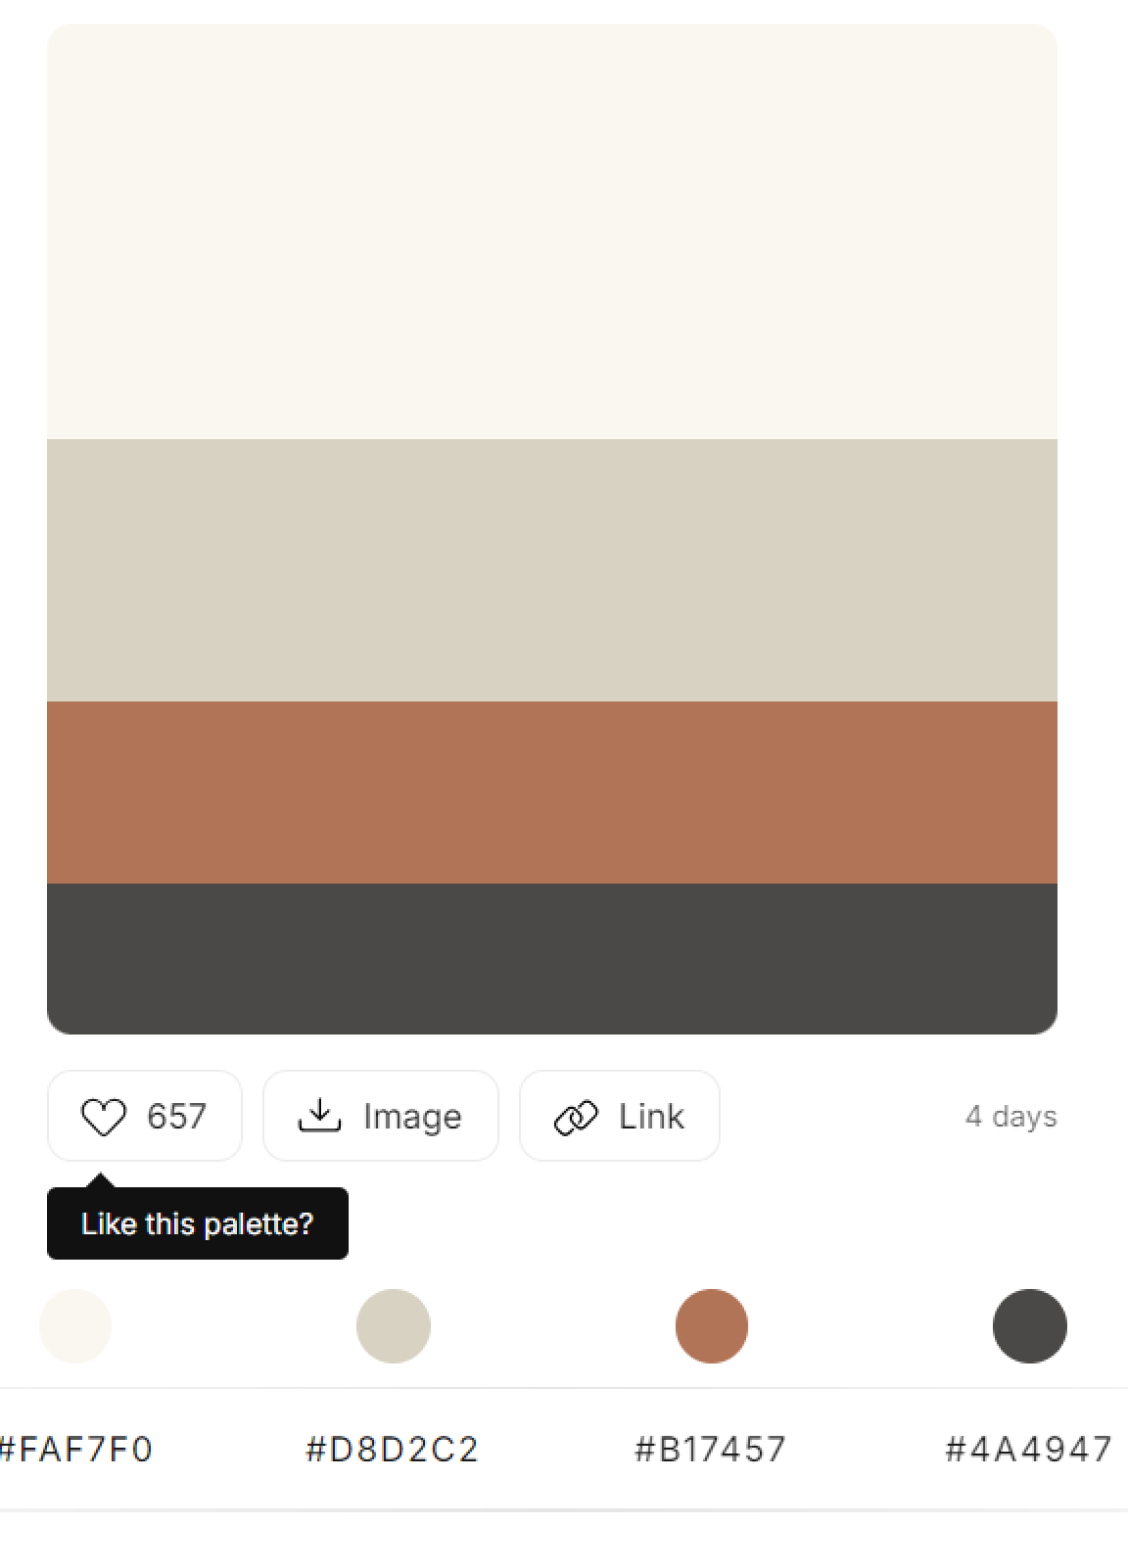 657 Image Link 4 days
Like this palette?
#FAF7F0 #D8D2C2 #B17457 #4A4947